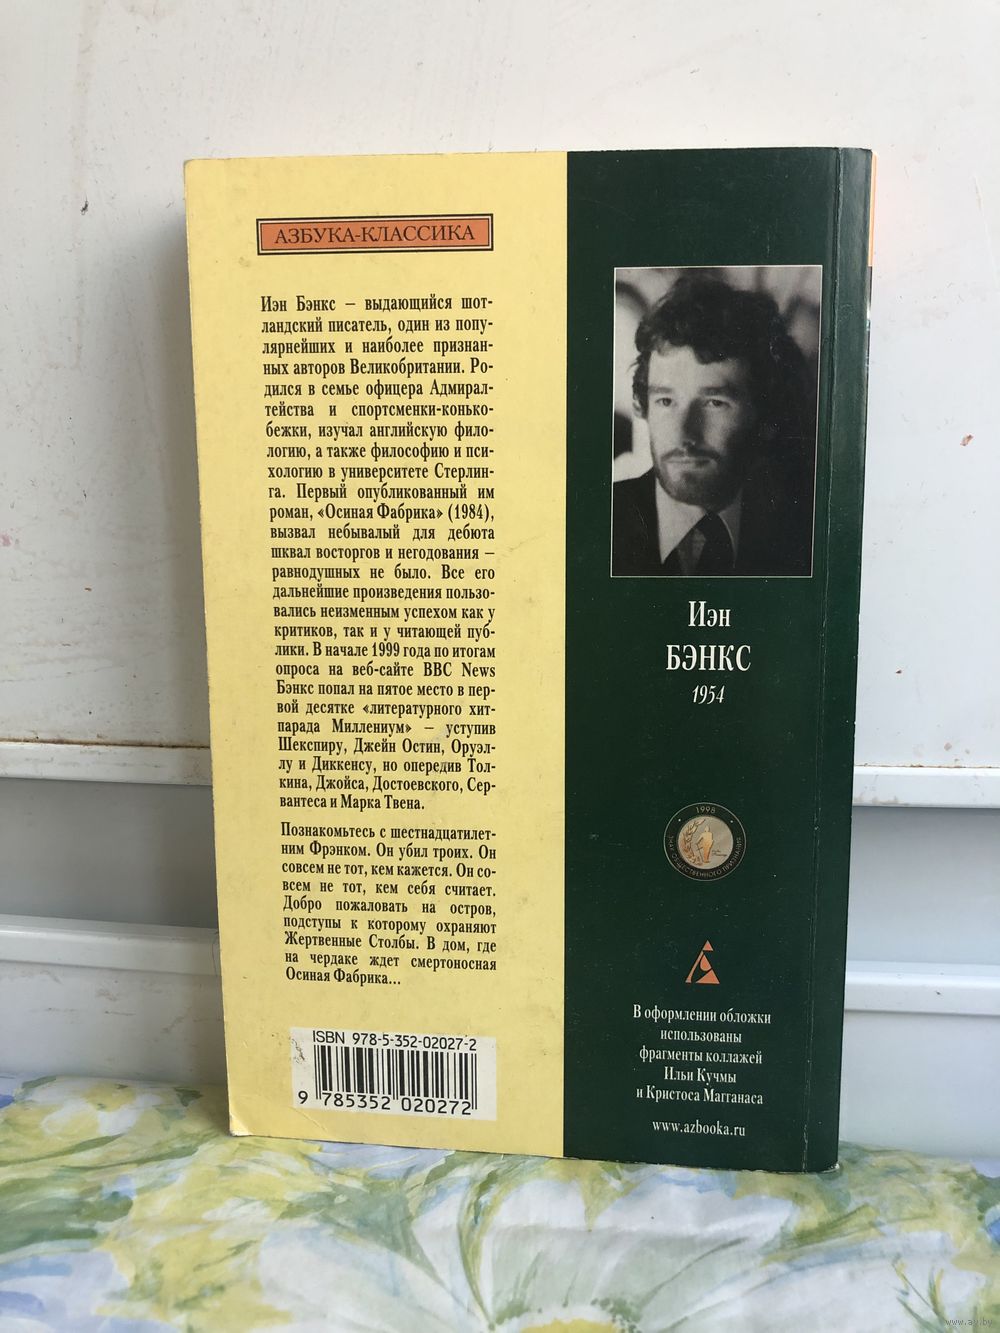 АЗБУКА-КЛАССИКА
Иэн Бэнкс – выдающийся шот-
ландский писатель, один из попу-
лярнейших и наиболее признан-
ных авторов Великобритании. Ро-
дился в семье офицера Адмирал-
тейства и спортсменки-конько-
бежки, изучал английскую фило-
логию, а также философию и пси-
хологию в университете Стерлин-
га. Первый опубликованный им
роман, «Осиная Фабрика» (1984),
вызвал небывалый для дебюта
шквал восторгов и негодования –
равнодушных не было. Все его
дальнейшие произведения пользо-
вались неизменным успехом как у
критиков, так и у читающей пуб-
лики. В начале 1999 года по итогам
опроса на веб-сайте BBC News
Бэнкс попал на пятое место в пер-
вой десятке «литературного хит-
парада Миллениум» – уступив
Шекспиру, Джейн Остин, Оруэл-
лу и Диккенсу, но опередив Тол-
кина, Джойса, Достоевского, Сер-
вантеса и Марка Твена.
Познакомьтесь с шестнадцатилет-
ним Фрэнком. Он убил троих. Он
совсем не тот, кем кажется. Он со-
всем не тот, кем себя считает.
Добро пожаловать на остров,
подступы к которому охраняют
Жертвенные Столбы. В дом, где
на чердаке ждет смертоносная
Осиная Фабрика...
ISBN 978-5-352-02027-2
9 785352 020272
Иэн
БЭНКС
1954
1998
ЗНАК ОБЩЕСТВЕННОГО ПРИЗНАНИЯ
В оформлении обложки
использованы
фрагменты коллажей
Ильи Кучмы
и Кристоса Магганаса
www.azbooka.ru
www.ay.by